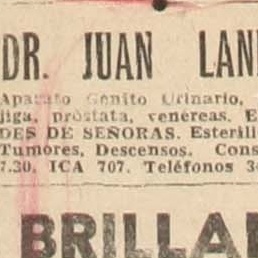 DR. JUAN LAN
Aparato Genito Urinario,
jiga, próstata, venéreas. E
DES DE SEÑORAS. Esterili
Tumores, Descensos. Cons
7.30, ICA 707. Teléfonos 3
BRILLA